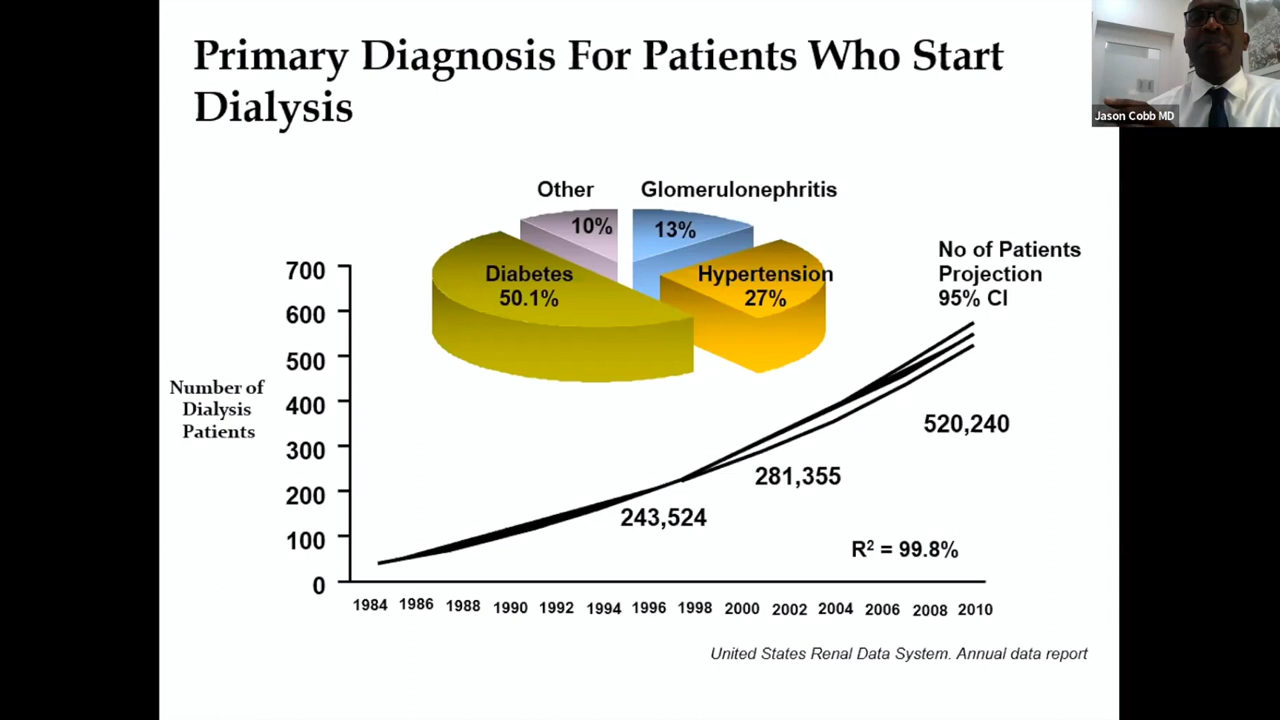 Primary Diagnosis For Patients Who Start
Dialysis
Jason Cobb MD
Other
Glomerulonephritis
10%
13%
Diabetes
50.1%
Hypertension
27%
No of Patients
Projection
95% CI
700
600
500
400
300
200
100
0
Number of
Dialysis
Patients
520,240
281,355
243,524
R² = 99.8%
1984 1986 1988 1990 1992 1994 1996 1998 2000 2002 2004 2006 2008 2010
United States Renal Data System. Annual data report